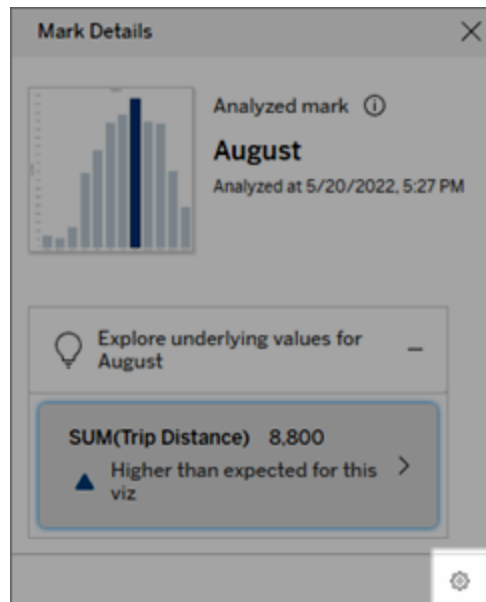 Mark Details
Analyzed mark
August
Analyzed at 5/20/2022, 5:27 PM
Explore underlying values for
August
SUM(Trip Distance) 8,800
Higher than expected for this
viz